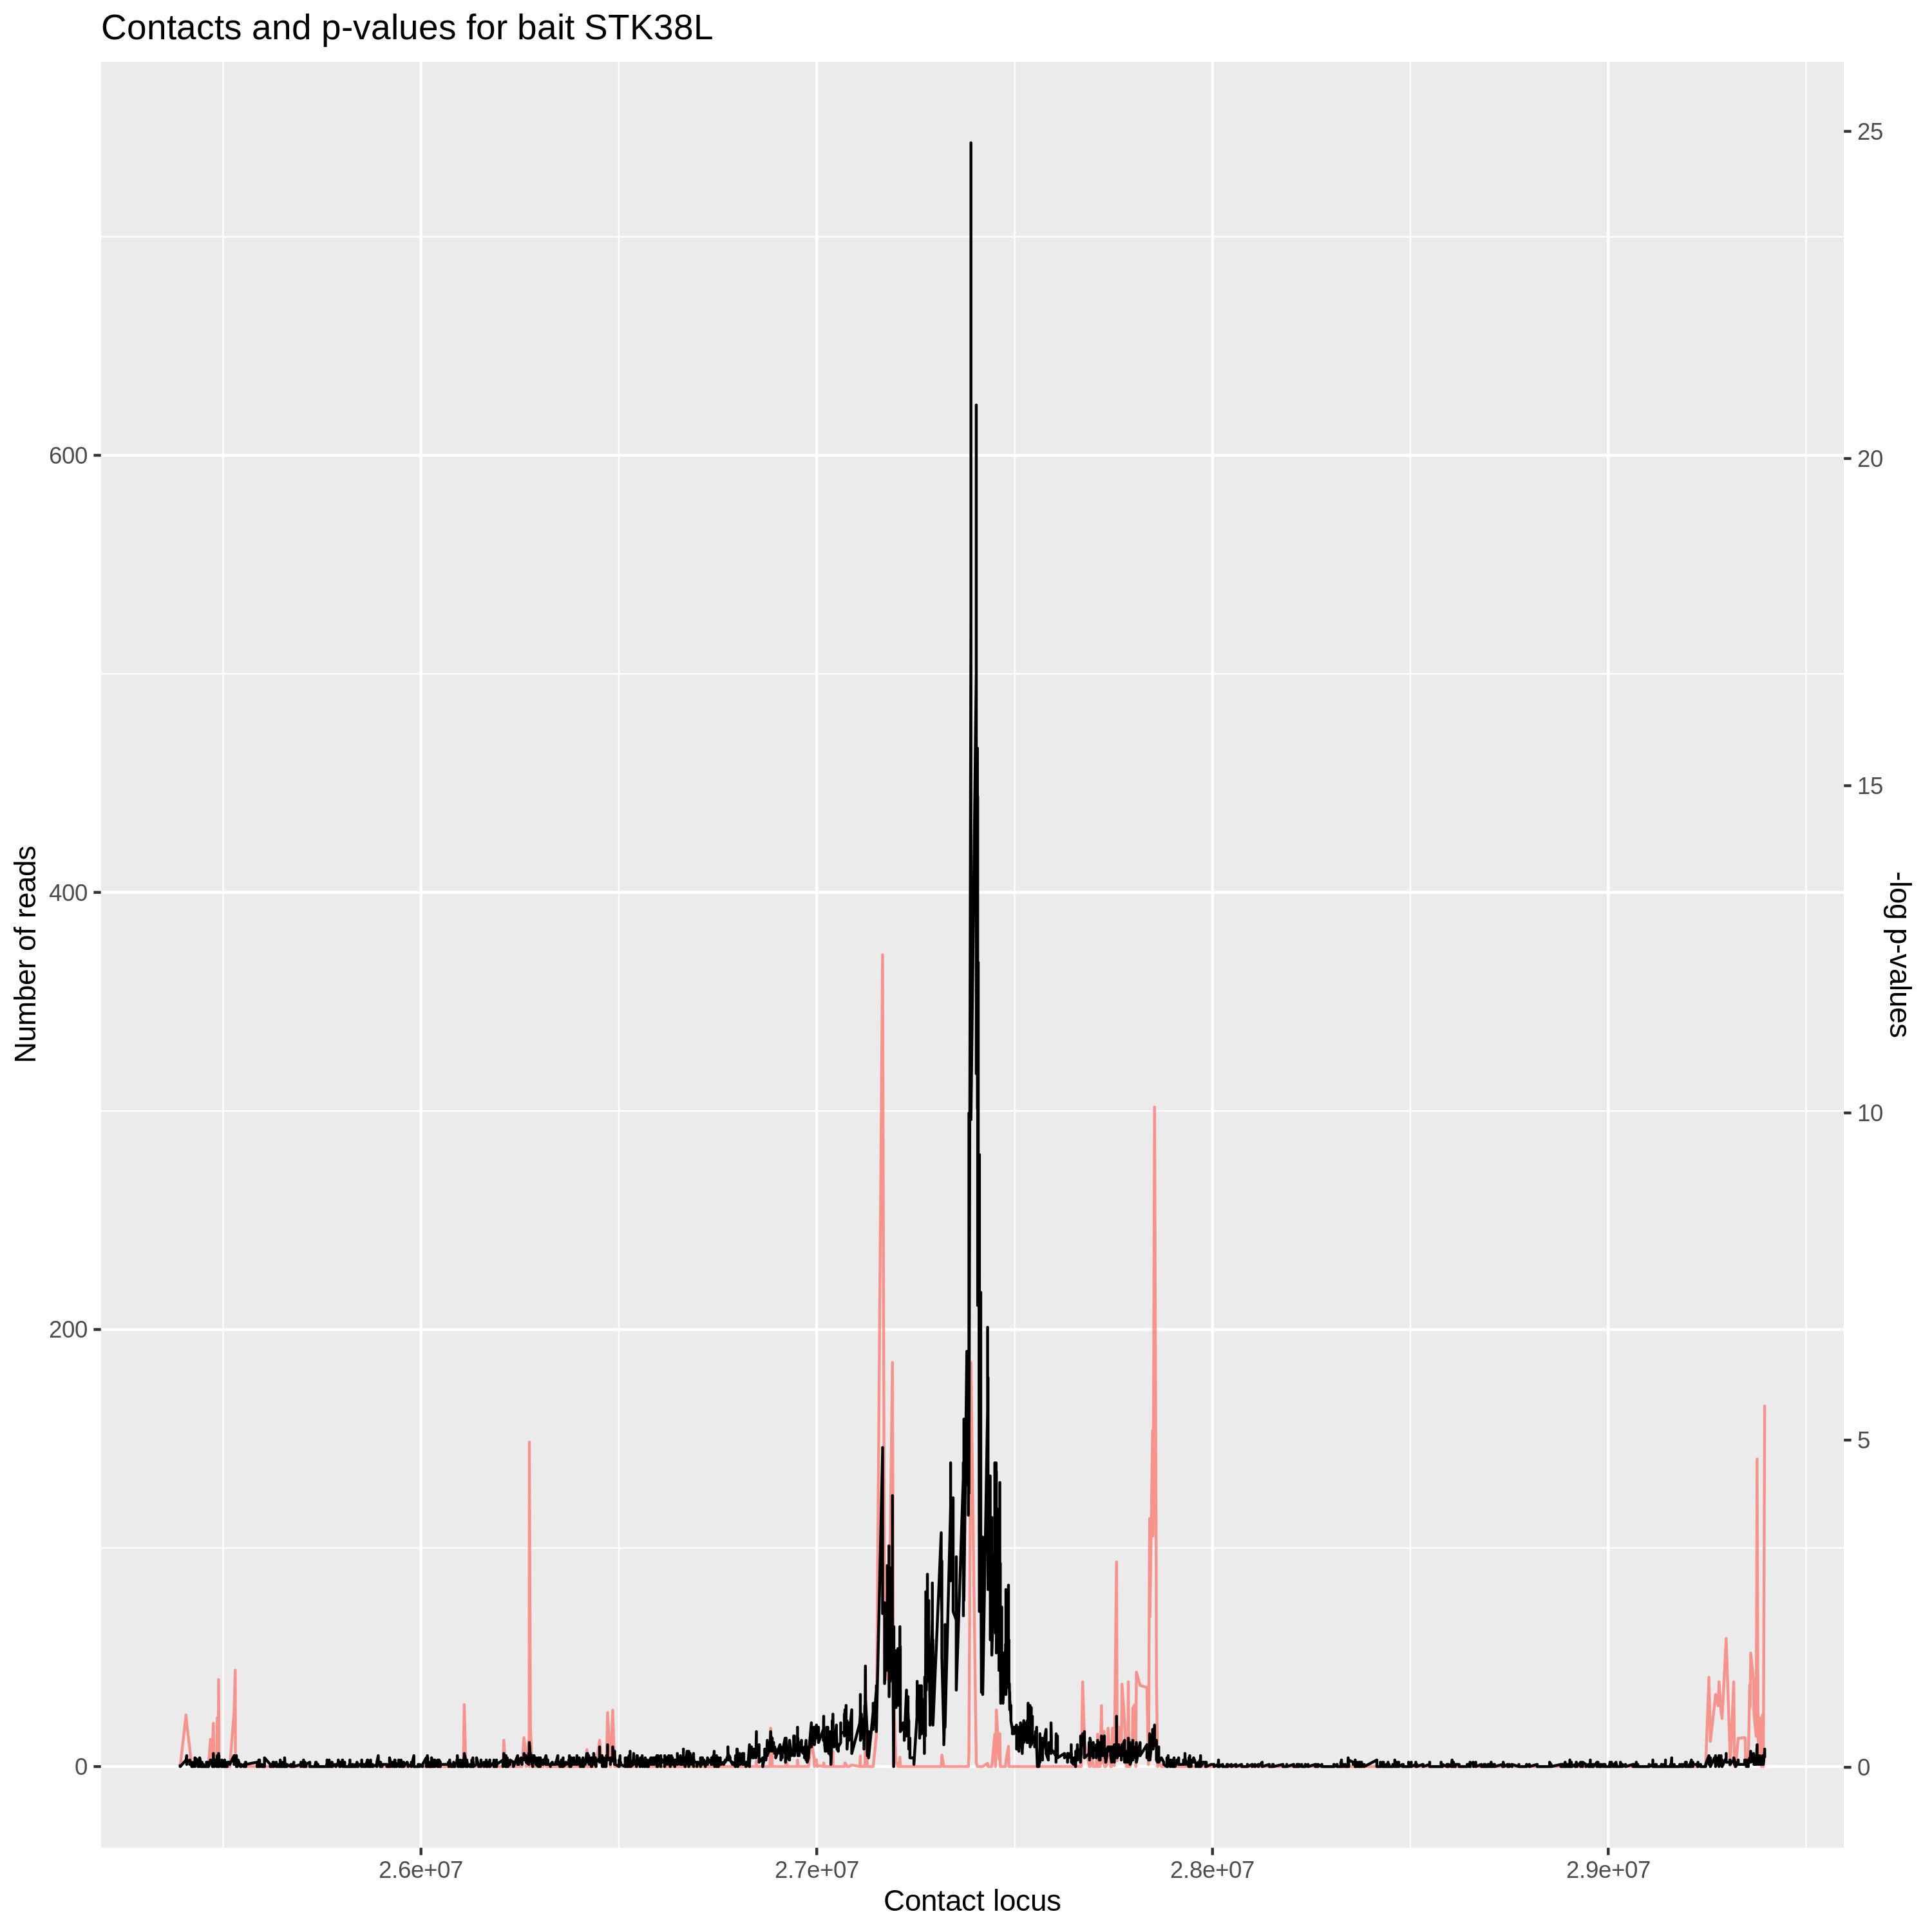 Contacts and p-values for bait STK38L
25
600
20
15
400
Number of reads
-log p-values
10
200
5
0
0
2.6e+07
2.7e+07
2.8e+07
2.9e+07
Contact locus